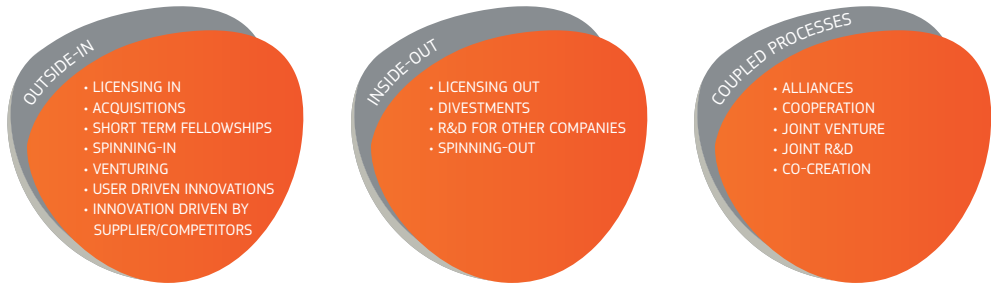 OUTSIDE-IN
• LICENSING IN
• ACQUISITIONS
• SHORT TERM FELLOWSHIPS
• SPINNING-IN
• VENTURING
• USER DRIVEN INNOVATIONS
• INNOVATION DRIVEN BY
SUPPLIER/COMPETITORS
INSIDE-OUT
• LICENSING OUT
• DIVESTMENTS
• R&D FOR OTHER COMPANIES
• SPINNING-OUT
COUPLED PROCESSES
• ALLIANCES
• COOPERATION
• JOINT VENTURE
• JOINT R&D
• CO-CREATION